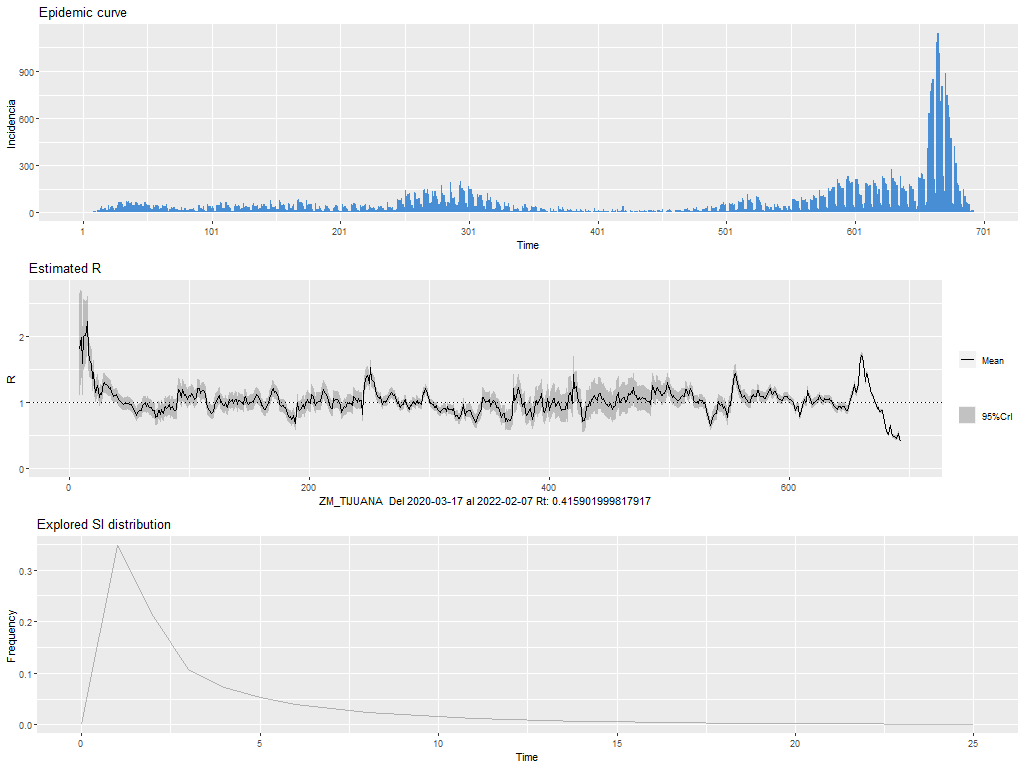 Epidemic curve
Incidencia
900
600
300
0
1 101 201 301 401 501 601 701
Time
Estimated R
R
2
1
0
0 200 400 600
ZM_TIJUANA Del 2020-03-17 al 2022-02-07 Rt: 0.415901999817917
Mean
95%CrI
Explored SI distribution
Frequency
0.3
0.2
0.1
0.0
0 5 10 15 20 25
Time